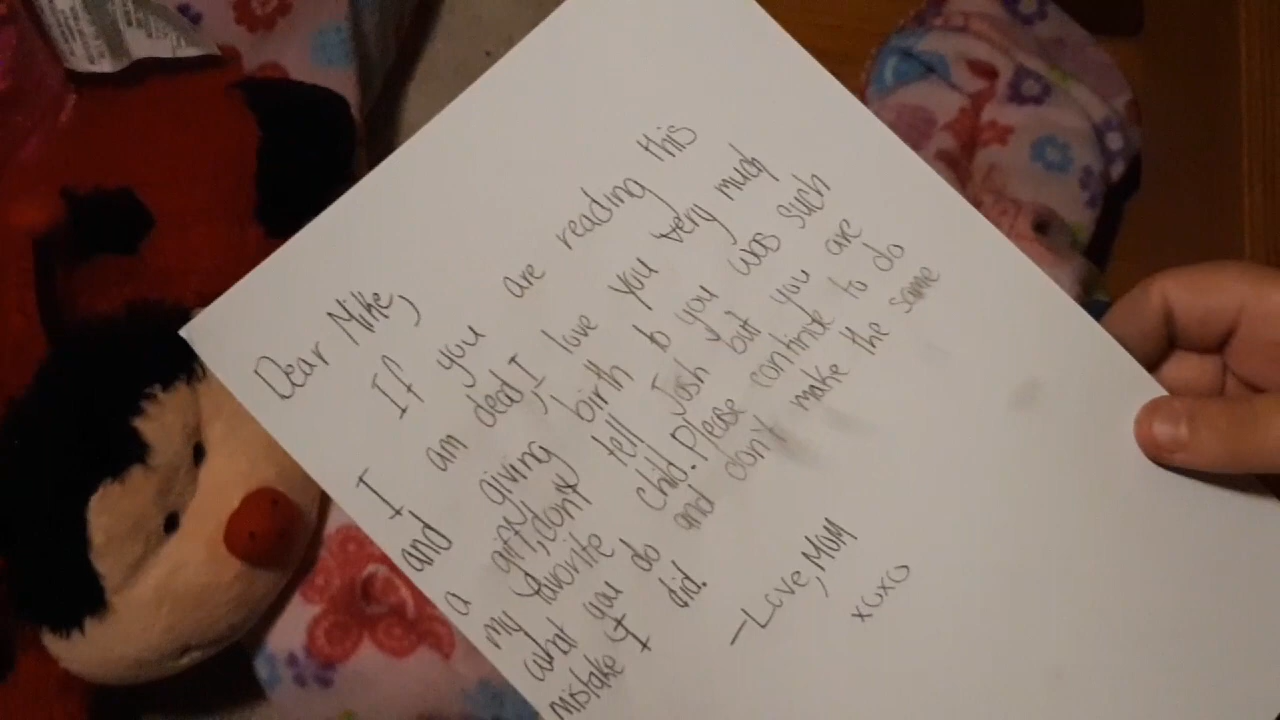 Dear Mike,
If you are reading this
I am dead, I love you very much
and giving birth to you was such
a gift, don't tell Josh but you are
my favorite child. Please continue to do
what you do and don't make the same
mistake I did.
-Love, Mom
xoxo